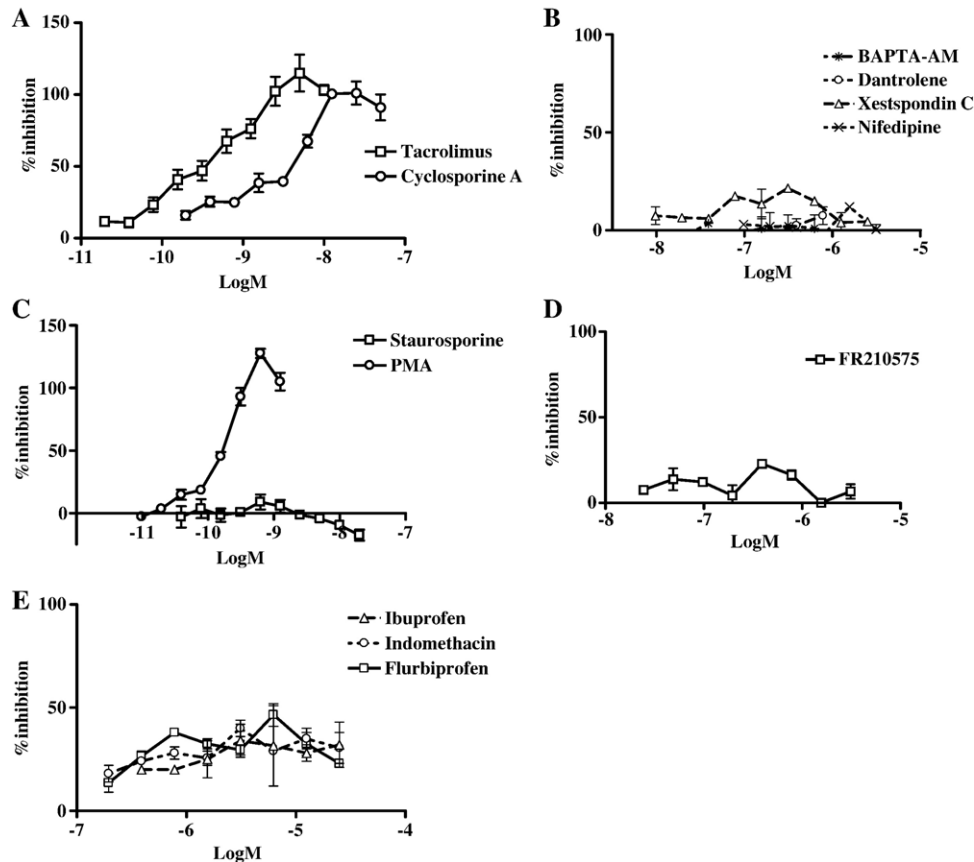 A
150
100
50
0
% inhibition
Tacrolimus
Cyclosporine A
-11 -10 -9 -8 -7
LogM
B
100
50
0
% inhibition
BAPTA-AM
Dantrolene
Xestspondin C
Nifedipine
-8 -7 -6 -5
LogM
C
150
100
50
0
% inhibition
Staurosporine
PMA
-11 -10 -9 -8 -7
LogM
D
100
50
0
% inhibition
FR210575
-8 -7 -6 -5
LogM
E
100
50
0
% inhibition
Ibuprofen
Indomethacin
Flurbiprofen
-7 -6 -5 -4
LogM